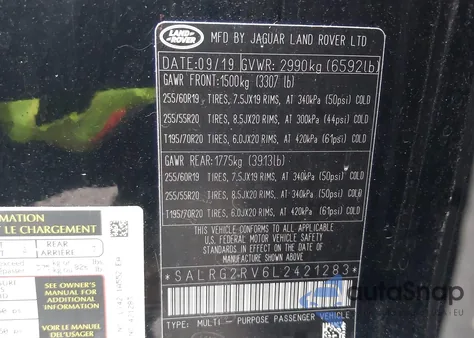 LAND ROVER
MFD BY JAGUAR LAND ROVER LTD
DATE: 09/19 GVWR: 2990kg (6592lb)
GAWR FRONT: 1500kg (3307 lb)
255/60R19 TIRES, 7.5JX19 RIMS, AT 340kPa (50psi) COLD
255/55R20 TIRES, 8.5JX20 RIMS, AT 300kPa (44psi) COLD
T195/70R20 TIRES, 6.0JX20 RIMS, AT 420kPa (61psi) COLD
GAWR REAR: 1775kg (3913lb)
255/60R19 TIRES, 7.5JX19 RIMS, AT 340kPa (50psi) COLD
255/55R20 TIRES, 8.5JX20 RIMS, AT 340kPa (50psi) COLD
T195/70R20 TIRES, 6.0JX20 RIMS, AT 420kPa (61psi) COLD
THIS VEHICLE CONFORMS TO ALL APPLICABLE
FEDERAL MOTOR VEHICLE SAFETY STANDARDS
IN EFFECT ON THE DATE OF MANUFACTURE
SHOWN ABOVE
*SALRG2RV6L2421283*
TYPE: MULTI - PURPOSE PASSENGER VEHICLE
autoSnap
FORMATION
LE CHARGEMENT
REAR
ARRIÈRE
SEE OWNER'S
MANUAL FOR
ADDITIONAL
INFORMATION
VOIR LE MANUEL
DE L'USAGER